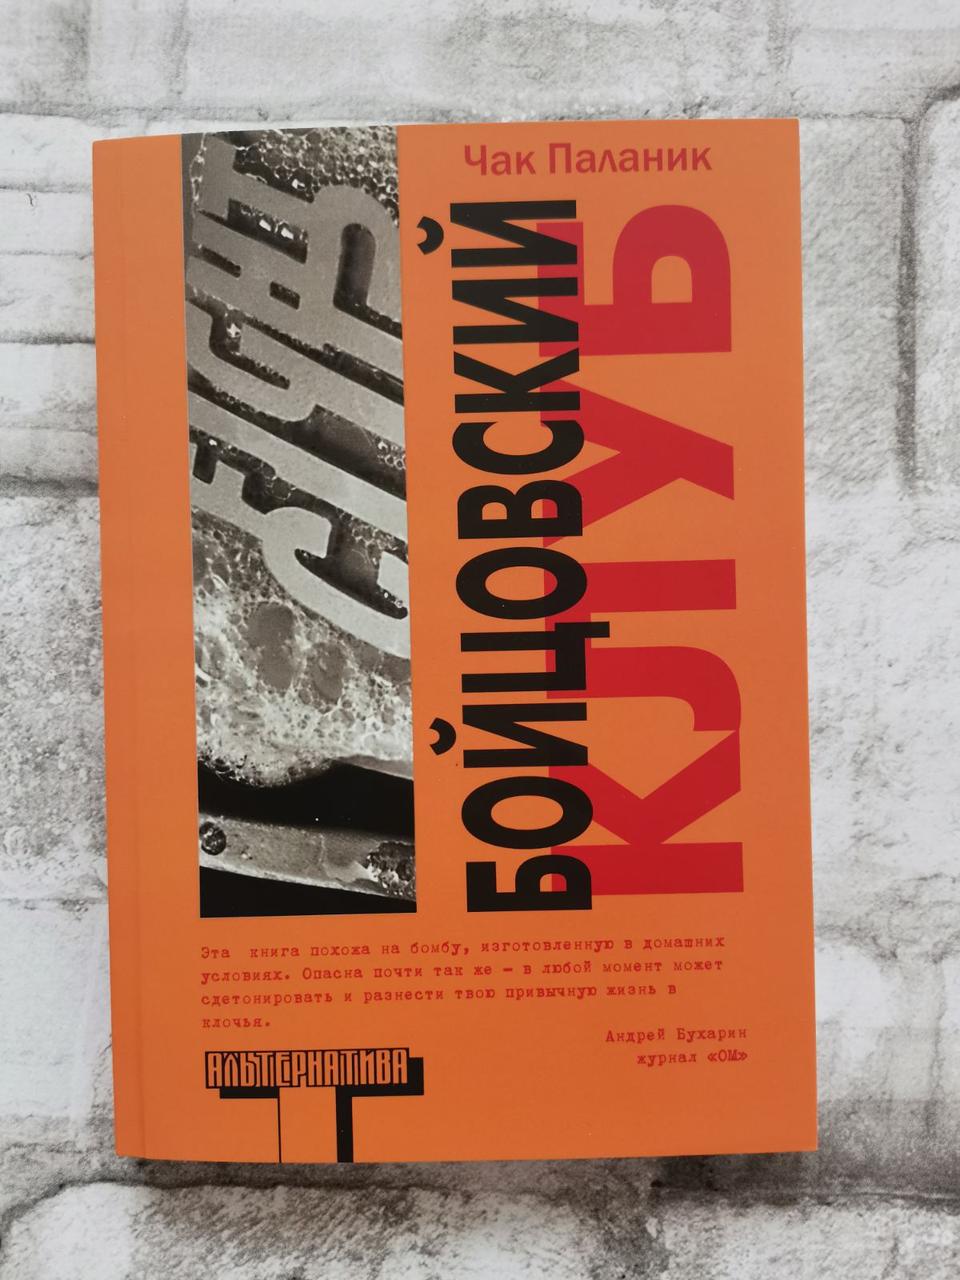 Чак Паланик
БОЙЦОВСКИЙ
КЛУБ
Эта книга похожа на бомбу, изготовленную в домашних
условиях. Опасна почти так же – в любой момент может
сдетонировать и разнести твою привычную жизнь в
клочья.
Андрей Бухарин
журнал «ОМ»
АЛЬТЕРНАТИВА